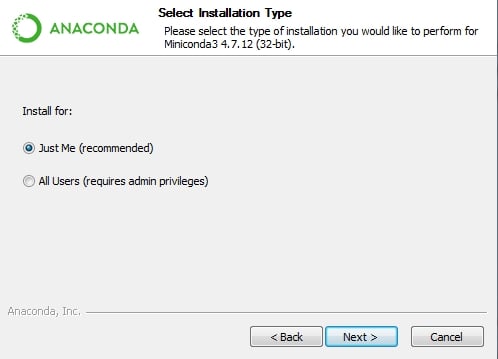 Select Installation Type
ANACONDA
Please select the type of installation you would like to perform for
Miniconda3 4.7.12 (32-bit).
Install for:
Just Me (recommended)
All Users (requires admin privileges)
Anaconda, Inc.
< Back
Next >
Cancel